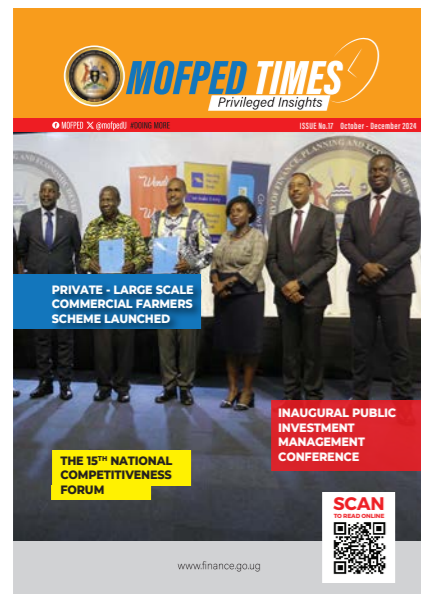 MOFPED TIMES
Privileged Insights
MOFPED @mofpedU #DOING MORE
ISSUE No.17 October - December 2024
PRIVATE - LARGE SCALE
COMMERCIAL FARMERS
SCHEME LAUNCHED
INAUGURAL PUBLIC
INVESTMENT
MANAGEMENT
CONFERENCE
THE 15TH NATIONAL
COMPETITIVENESS
FORUM
SCAN
TO READ ONLINE
www.finance.go.ug